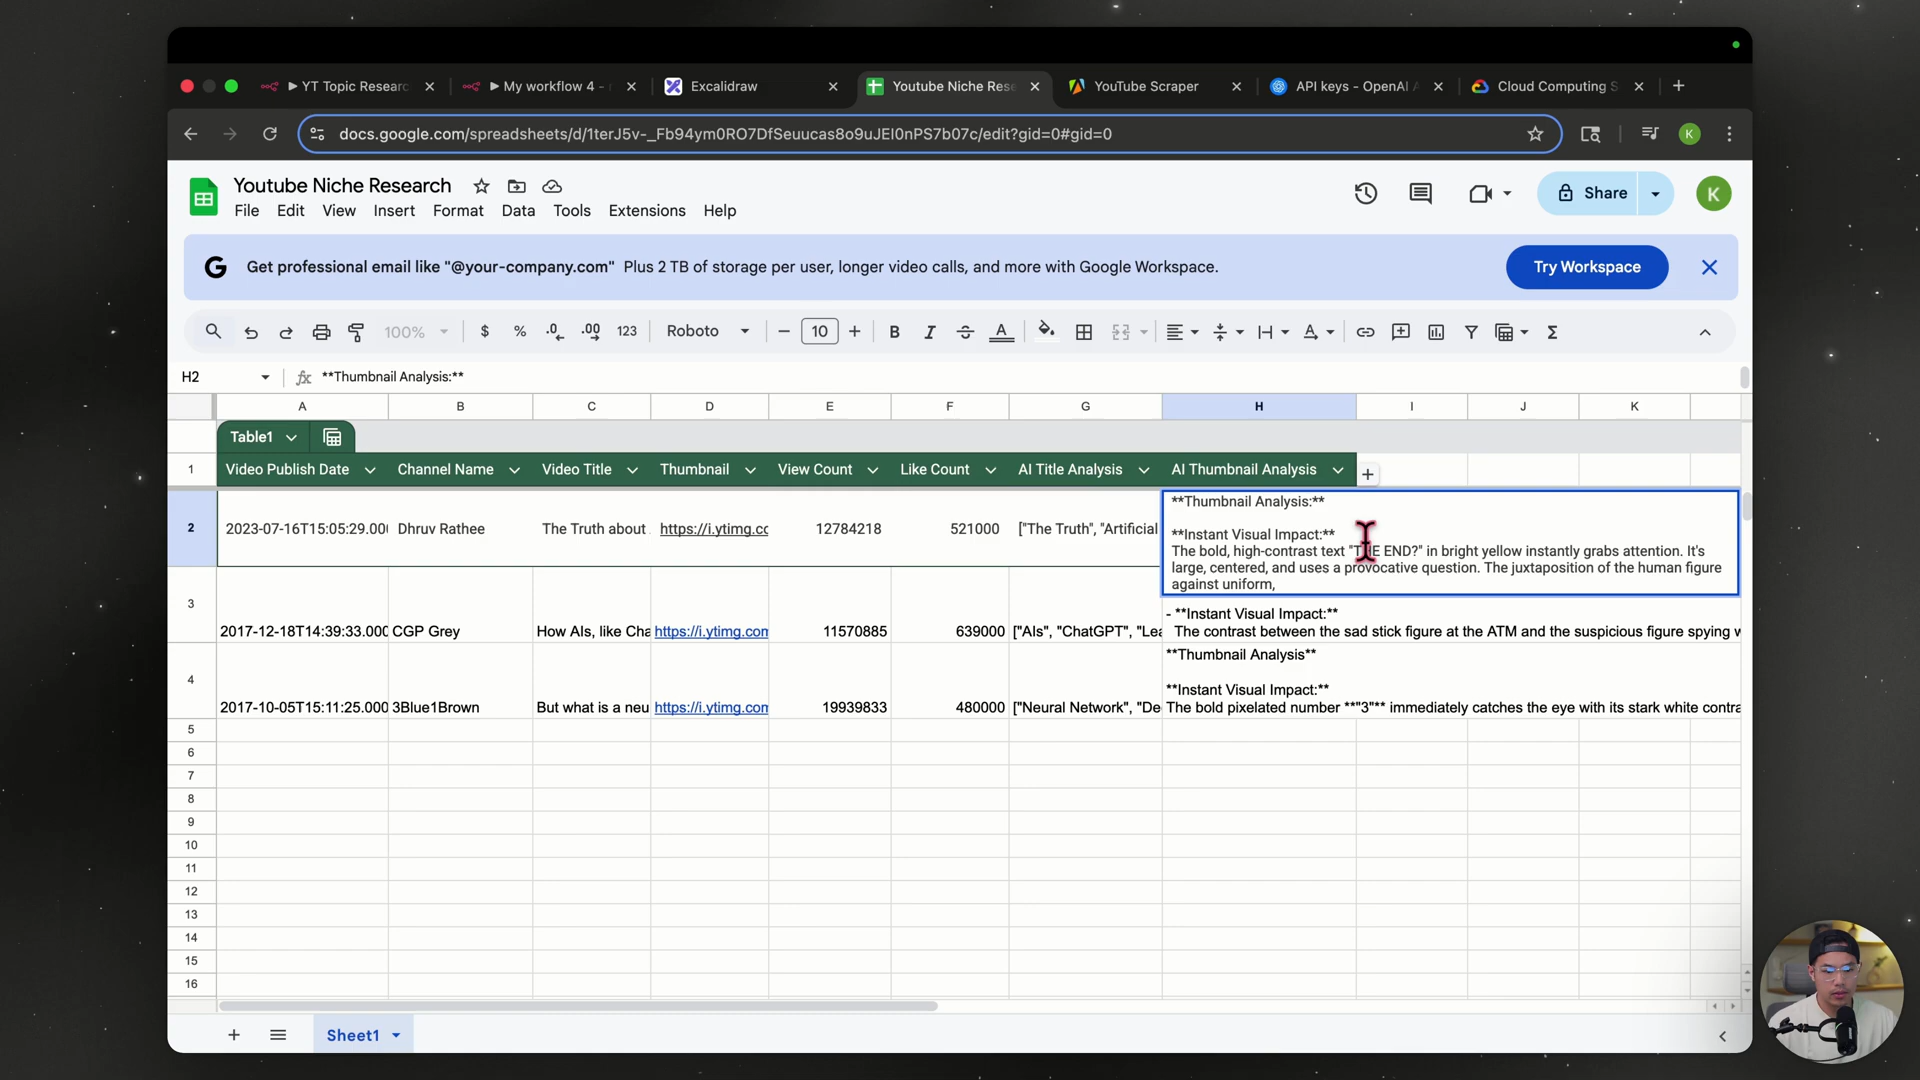 ▶ YT Topic Resear
▶ My workflow 4 -
Excalidraw
Youtube Niche Res
YouTube Scraper
API keys - OpenAI A
Cloud Computing S
docs.google.com/spreadsheets/d/1terJ5v-_Fb94ym0RO7DfSeuucas8o9uJEI0nPS7b07c/edit?gid=0#gid=0
K
Youtube Niche Research
File Edit View Insert Format Data Tools Extensions Help
Share
K
G Get professional email like "@your-company.com" Plus 2 TB of storage per user, longer video calls, and more with Google Workspace.
Try Workspace
100% $ % .0 .00 123 Roboto − 10 + B I A Σ
H2 fx **Thumbnail Analysis:**
A B C D E F G H I J K
Table1
1 Video Publish Date Channel Name Video Title Thumbnail View Count Like Count AI Title Analysis AI Thumbnail Analysis +
2 2023-07-16T15:05:29.00 Dhruv Rathee The Truth about https://i.ytimg.cc 12784218 521000 ["The Truth", "Artificial
**Thumbnail Analysis:**
**Instant Visual Impact:**
The bold, high-contrast text "THE END?" in bright yellow instantly grabs attention. It's
large, centered, and uses a provocative question. The juxtaposition of the human figure
against uniform,
3 2017-12-18T14:39:33.000 CGP Grey How AIs, like Cha https://i.ytimg.com 11570885 639000 ["AIs", "ChatGPT", "Lea
- **Instant Visual Impact:**
The contrast between the sad stick figure at the ATM and the suspicious figure spying w
4 2017-10-05T15:11:25.000 3Blue1Brown But what is a neu https://i.ytimg.com 19939833 480000 ["Neural Network", "De
**Thumbnail Analysis**
**Instant Visual Impact:**
The bold pixelated number **"3"** immediately catches the eye with its stark white contra
5
6
7
8
9
10
11
12
13
14
15
16
Sheet1